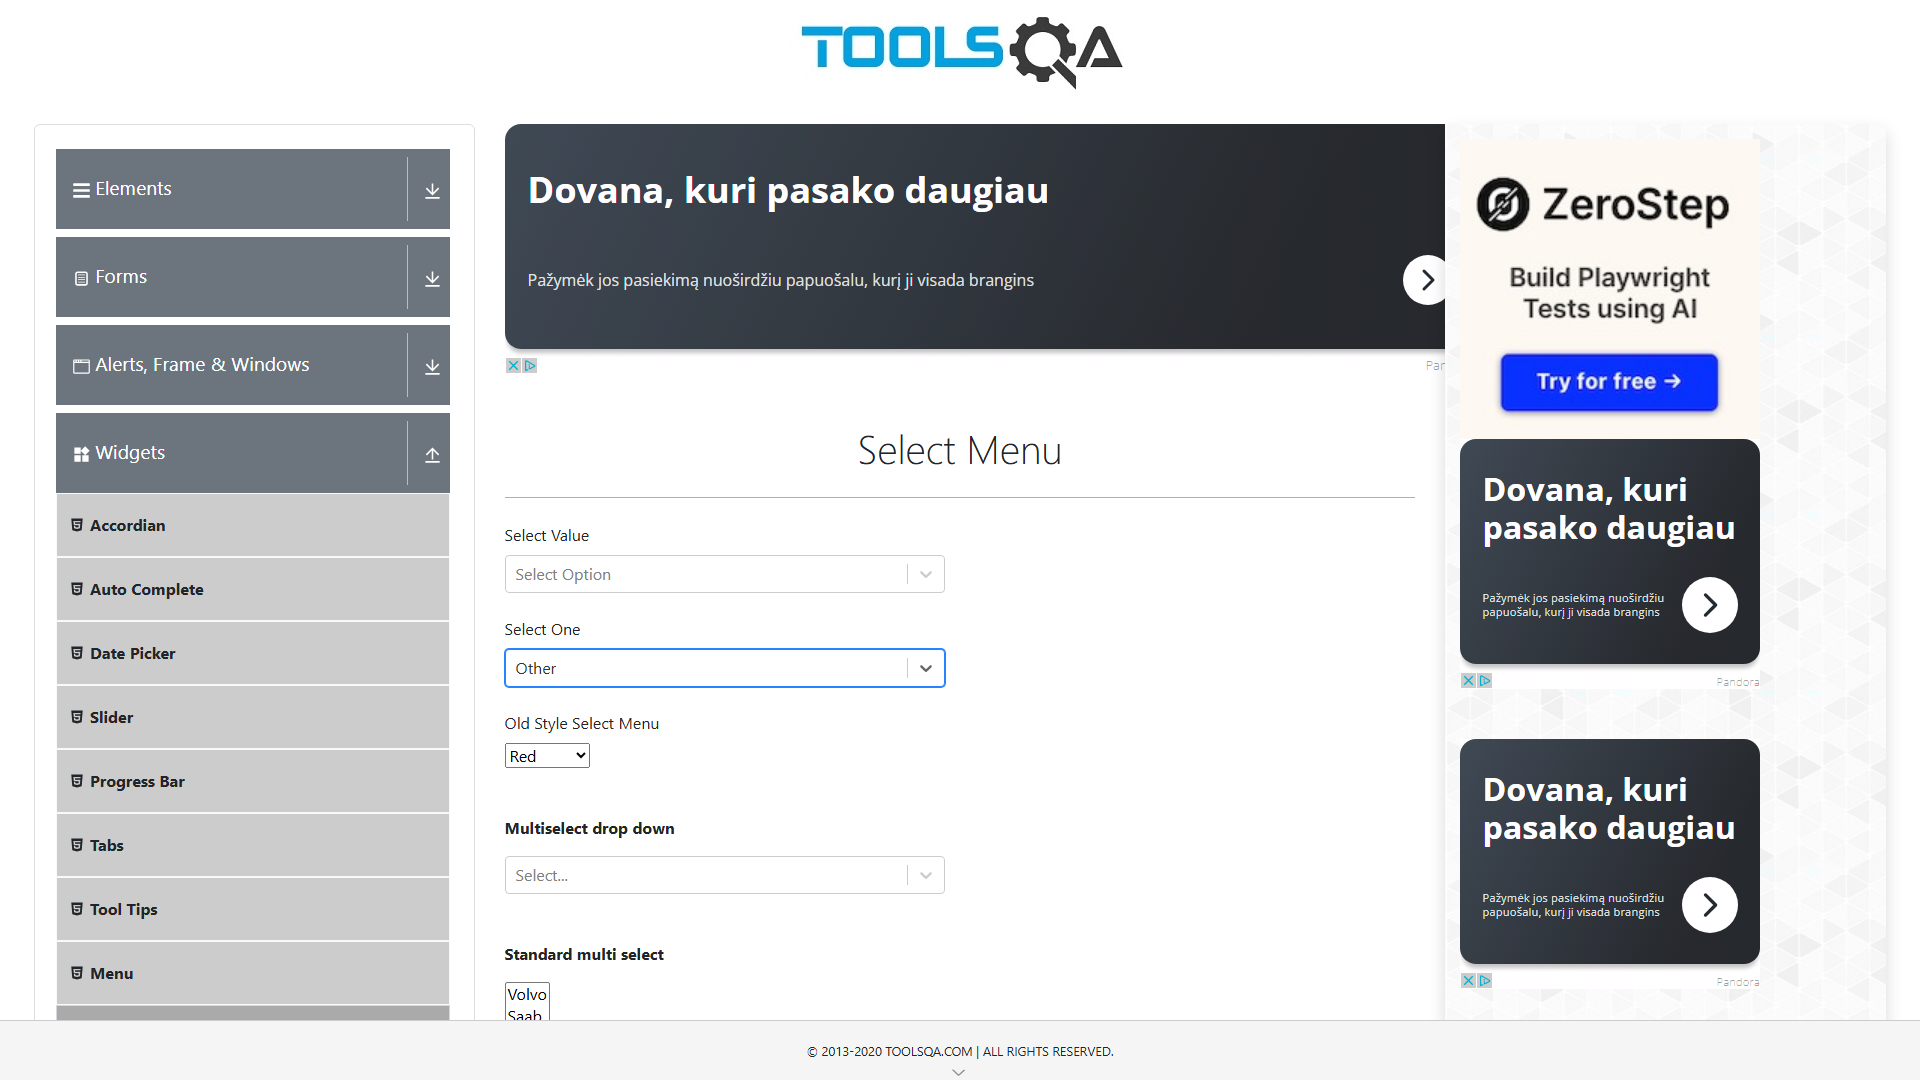 TOOLSQA
Elements
Forms
Alerts, Frame & Windows
Widgets
Accordian
Auto Complete
Date Picker
Slider
Progress Bar
Tabs
Tool Tips
Menu
Dovana, kuri pasako daugiau
Pažymėk jos pasiekimą nuoširdžiu papuošalu, kurį ji visada brangins
Select Menu
Select Value
Select Option
Select One
Other
Old Style Select Menu
Red
Multiselect drop down
Select...
Standard multi select
Volvo
Saab
ZeroStep
Build Playwright
Tests using AI
Try for free →
Dovana, kuri
pasako daugiau
Pažymėk jos pasiekimą nuoširdžiu
papuošalu, kurį ji visada brangins
Pandora
Dovana, kuri
pasako daugiau
Pažymėk jos pasiekimą nuoširdžiu
papuošalu, kurį ji visada brangins
Pandora
© 2013-2020 TOOLSQA.COM | ALL RIGHTS RESERVED.